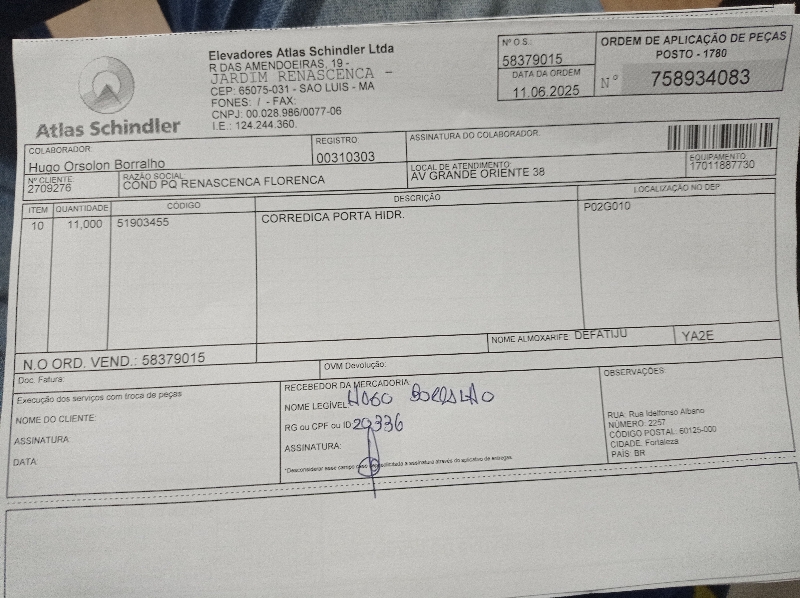 Atlas Schindler
Elevadores Atlas Schindler Ltda
R DAS AMENDOEIRAS, 19 -
JARDIM RENASCENCA -
CEP: 65075-031 - SAO LUIS - MA
FONES: / - FAX:
CNPJ: 00.028.986/0077-06
I.E.: 124.244.360.
Nº O.S.
58379015
DATA DA ORDEM
11.06.2025
ORDEM DE APLICAÇÃO DE PEÇAS
POSTO - 1780
Nº 758934083
COLABORADOR:
Hugo Orsolon Borralho
REGISTRO
00310303
ASSINATURA DO COLABORADOR:
Nº CLIENTE
2709276
RAZÃO SOCIAL:
COND PQ RENASCENCA FLORENCA
LOCAL DE ATENDIMENTO:
AV GRANDE ORIENTE 38
EQUIPAMENTO
17011887730
ITEM QUANTIDADE CÓDIGO DESCRIÇÃO LOCALIZAÇÃO NO DEP.
10 11,000 51903455 CORREDICA PORTA HIDR. P02G010
NOME ALMOXARIFE DEFATIJU YA2E
N.O ORD. VEND.: 58379015
Doc. Fatura:
OVM Devolução:
Execução dos serviços com troca de peças
NOME DO CLIENTE:
ASSINATURA:
DATA:
RECEBEDOR DA MERCADORIA
NOME LEGÍVEL:
RG ou CPF ou ID 29336
ASSINATURA:
OBSERVAÇÕES:
RUA: Rua Idelfonso Albano
NÚMERO: 2257
CÓDIGO POSTAL: 60125-000
CIDADE: Fortaleza
PAÍS: BR